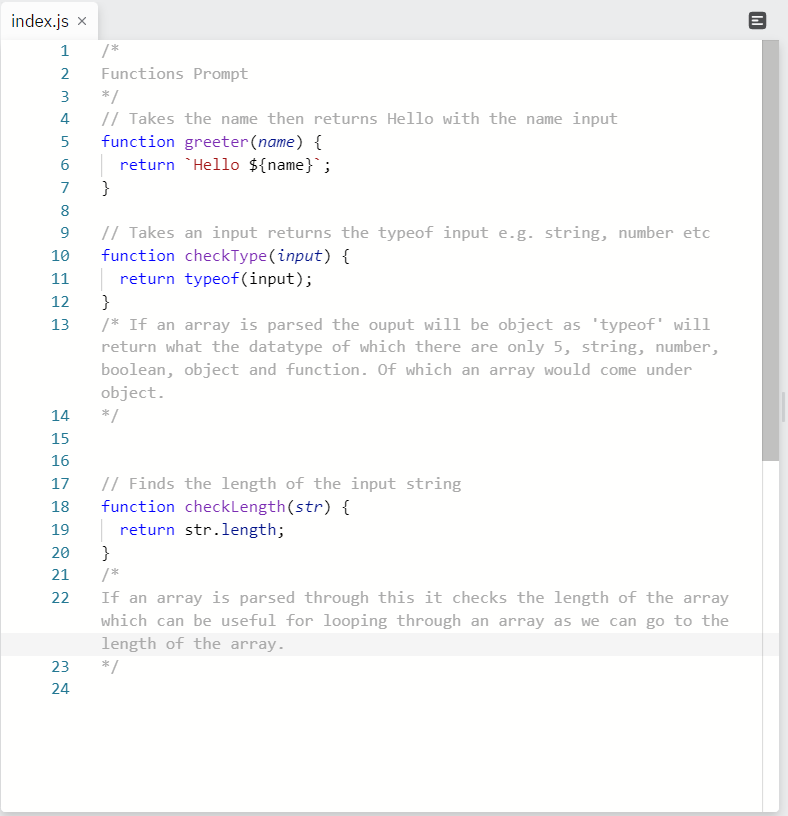 index.js ×
1 /*
2 Functions Prompt
3 */
4 // Takes the name then returns Hello with the name input
5 function greeter(name) {
6 return `Hello ${name}`;
7 }
8
9 // Takes an input returns the typeof input e.g. string, number etc
10 function checkType(input) {
11 return typeof(input);
12 }
13 /* If an array is parsed the ouput will be object as 'typeof' will
return what the datatype of which there are only 5, string, number,
boolean, object and function. Of which an array would come under
object.
14 */
15
16
17 // Finds the length of the input string
18 function checkLength(str) {
19 return str.length;
20 }
21 /*
22 If an array is parsed through this it checks the length of the array
which can be useful for looping through an array as we can go to the
length of the array.
23 */
24